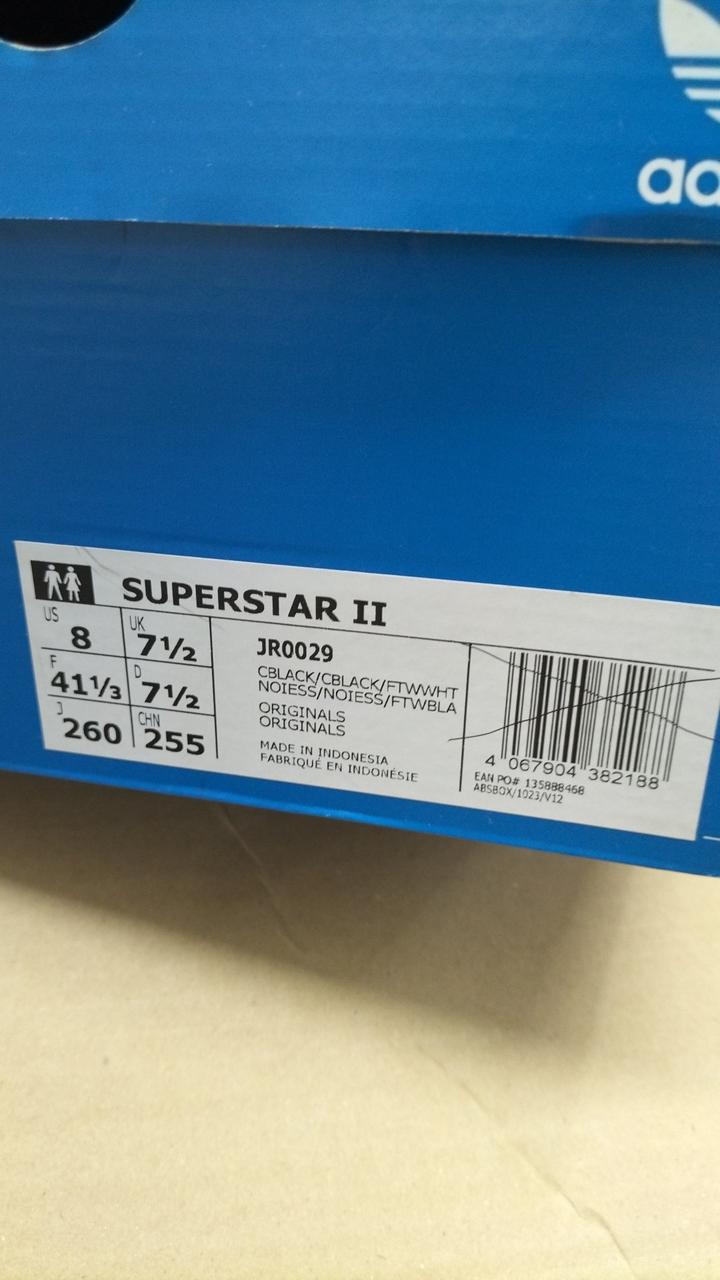 SUPERSTAR II
US
8
UK
7½
F
41⅓
D
7½
J
260
CHN
255
JR0029
CBLACK/CBLACK/FTWWHT
NOIESS/NOIESS/FTWBLA
ORIGINALS
ORIGINALS
MADE IN INDONESIA
FABRIQUÉ EN INDONÉSIE
4 067904 382188
EAN PO# 135888468
ABSBOX/1023/V12